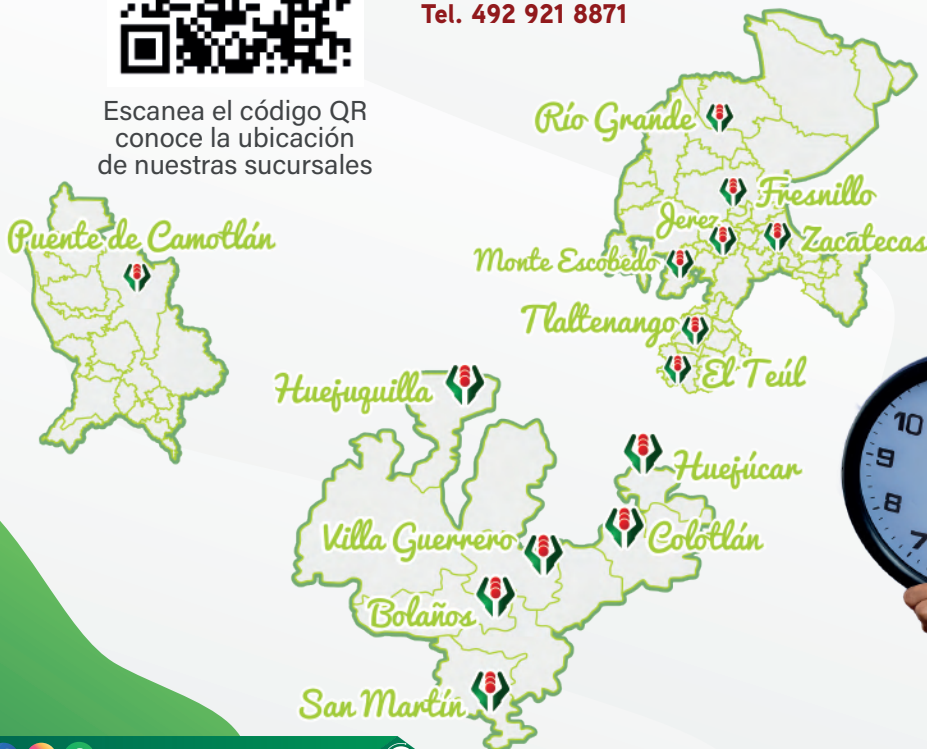 Tel. 492 921 8871
Escanea el código QR
conoce la ubicación
de nuestras sucursales
Río Grande
Fresnillo
Jerez
Zacatecas
Monte Escobedo
Puente de Camotlán
Tlaltenango
El Teúl
Huejuquilla
Huejúcar
Villa Guerrero
Colotlán
Bolaños
San Martín
10
9
8
7